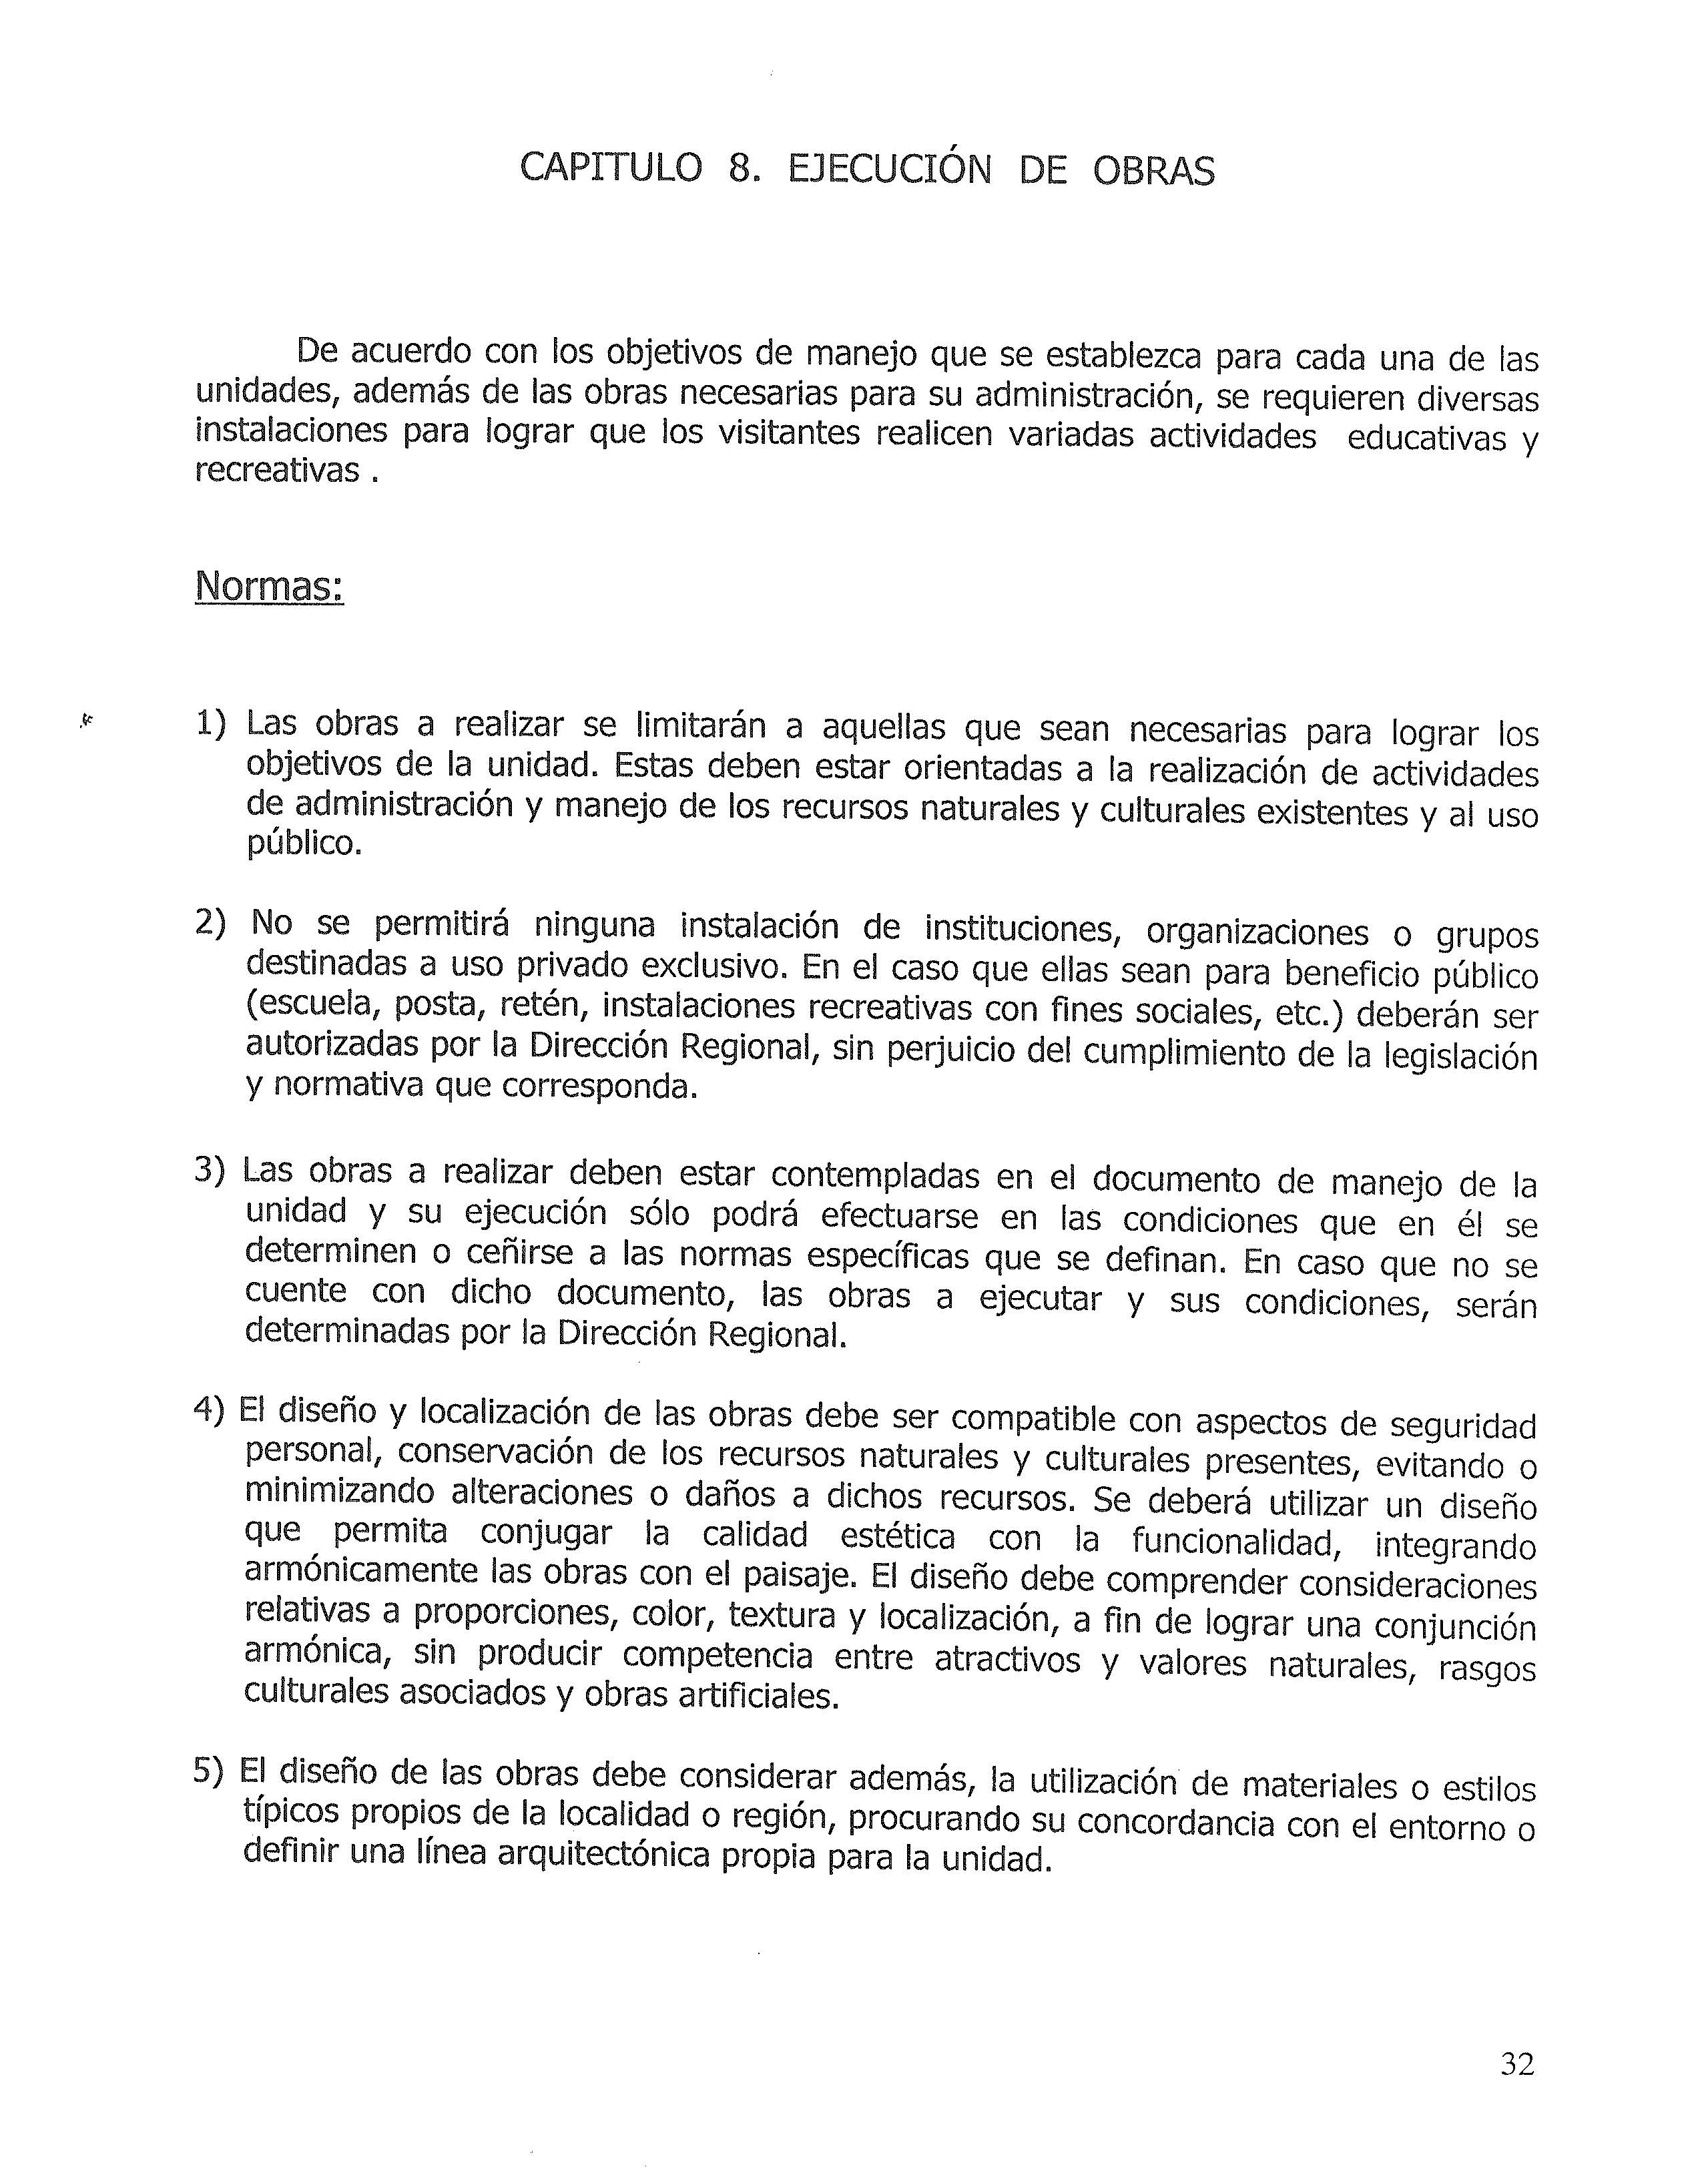 CAPITULO 8. EJECUCIÓN DE OBRAS
De acuerdo con los objetivos de manejo que se establezca para cada una de las
unidades, además de las obras necesarias para su administración, se requieren diversas
instalaciones para lograr que los visitantes realicen variadas actividades educativas y
recreativas .
Normas:
1) Las obras a realizar se limitarán a aquellas que sean necesarias para lograr los
objetivos de la unidad. Estas deben estar orientadas a la realización de actividades
de administración y manejo de los recursos naturales y culturales existentes y al uso
público.
2) No se permitirá ninguna instalación de instituciones, organizaciones o grupos
destinadas a uso privado exclusivo. En el caso que ellas sean para beneficio público
(escuela, posta, retén, instalaciones recreativas con fines sociales, etc.) deberán ser
autorizadas por la Dirección Regional, sin perjuicio del cumplimiento de la legislación
y normativa que corresponda.
3) Las obras a realizar deben estar contempladas en el documento de manejo de la
unidad y su ejecución sólo podrá efectuarse en las condiciones que en él se
determinen o ceñirse a las normas específicas que se definan. En caso que no se
cuente con dicho documento, las obras a ejecutar y sus condiciones, serán
determinadas por la Dirección Regional.
4) El diseño y localización de las obras debe ser compatible con aspectos de seguridad
personal, conservación de los recursos naturales y culturales presentes, evitando o
minimizando alteraciones o daños a dichos recursos. Se deberá utilizar un diseño
que permita conjugar la calidad estética con la funcionalidad, integrando
armónicamente las obras con el paisaje. El diseño debe comprender consideraciones
relativas a proporciones, color, textura y localización, a fin de lograr una conjunción
armónica, sin producir competencia entre atractivos y valores naturales, rasgos
culturales asociados y obras artificiales.
5) El diseño de las obras debe considerar además, la utilización de materiales o estilos
típicos propios de la localidad o región, procurando su concordancia con el entorno o
definir una línea arquitectónica propia para la unidad.
32